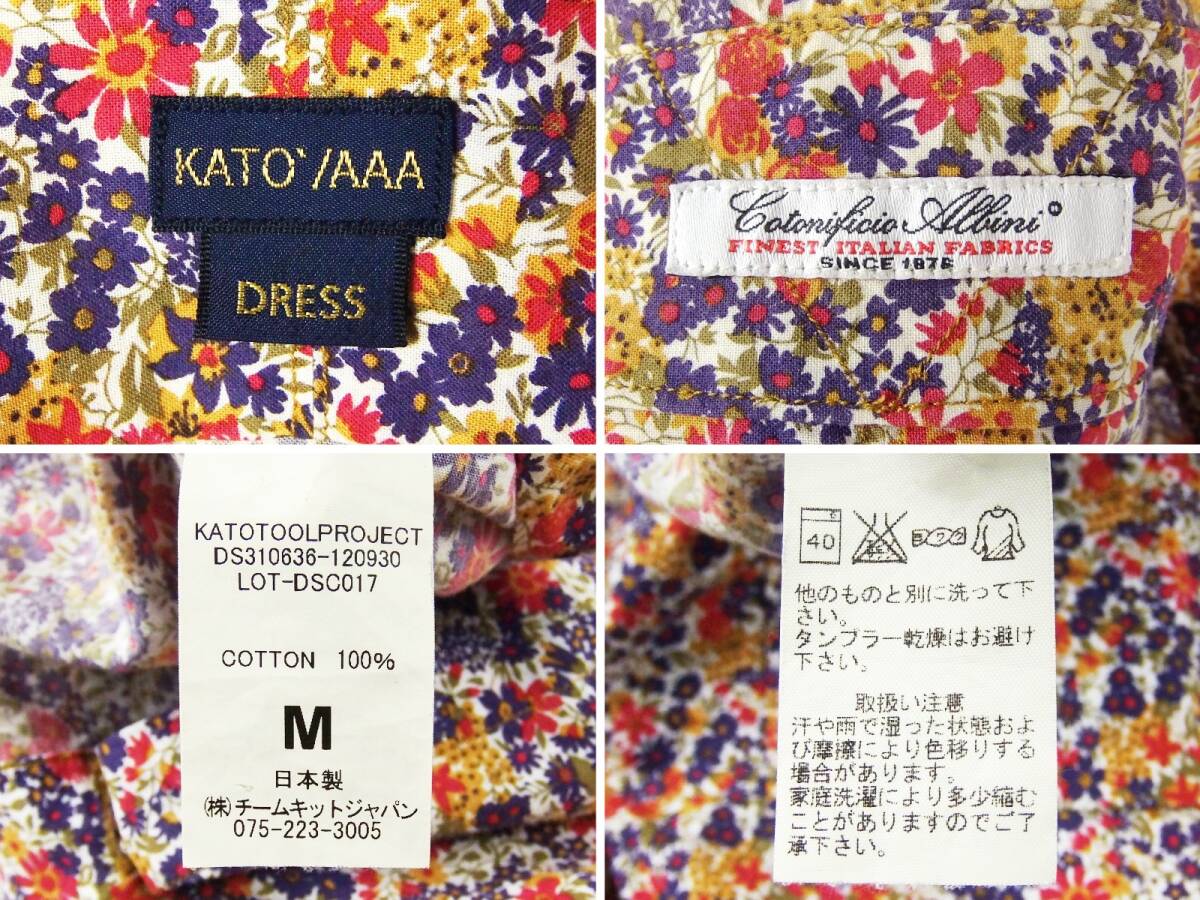 KATO`/AAA
DRESS
Cotonificio Albini
FINEST ITALIAN FABRICS
SINCE 1876
KATOTOOLPROJECT
DS310636-120930
LOT-DSC017
COTTON 100%
M
日本製
(株)チームキットジャパン
075-223-3005
40
ヨワク
他のものと別に洗って下
さい。
タンブラー乾燥はお避け
下さい。
取扱い注意
汗や雨で湿った状態およ
び摩擦により色移りする
場合があります。
家庭洗濯により多少縮む
ことがありますのでご了
承下さい。